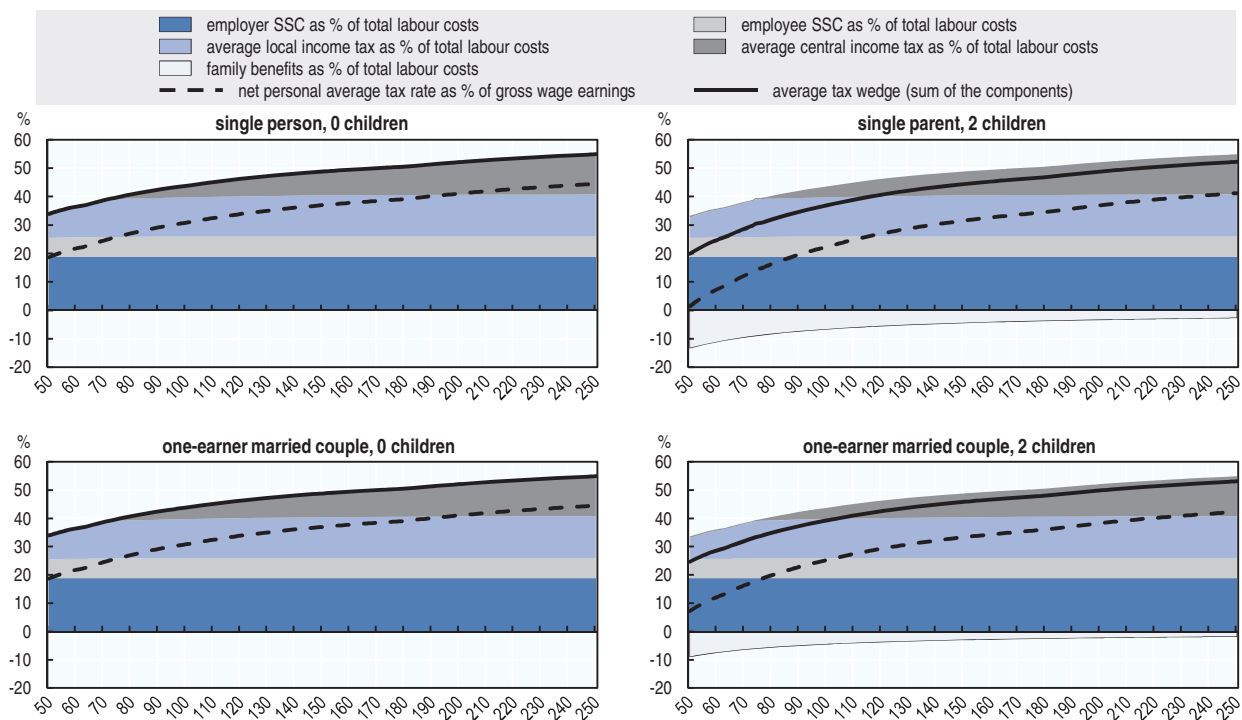 employer SSC as % of total labour costs
employee SSC as % of total labour costs
average local income tax as % of total labour costs
average central income tax as % of total labour costs
family benefits as % of total labour costs
net personal average tax rate as % of gross wage earnings
average tax wedge (sum of the components)
%
single person, 0 children
60
50
40
30
20
10
0
-10
-20
50 60 70 80 90 100 110 120 130 140 150 160 170 180 190 200 210 220 230 240 250
%
single parent, 2 children
60
50
40
30
20
10
0
-10
-20
50 60 70 80 90 100 110 120 130 140 150 160 170 180 190 200 210 220 230 240 250
%
one-earner married couple, 0 children
60
50
40
30
20
10
0
-10
-20
50 60 70 80 90 100 110 120 130 140 150 160 170 180 190 200 210 220 230 240 250
%
one-earner married couple, 2 children
60
50
40
30
20
10
0
-10
-20
50 60 70 80 90 100 110 120 130 140 150 160 170 180 190 200 210 220 230 240 250